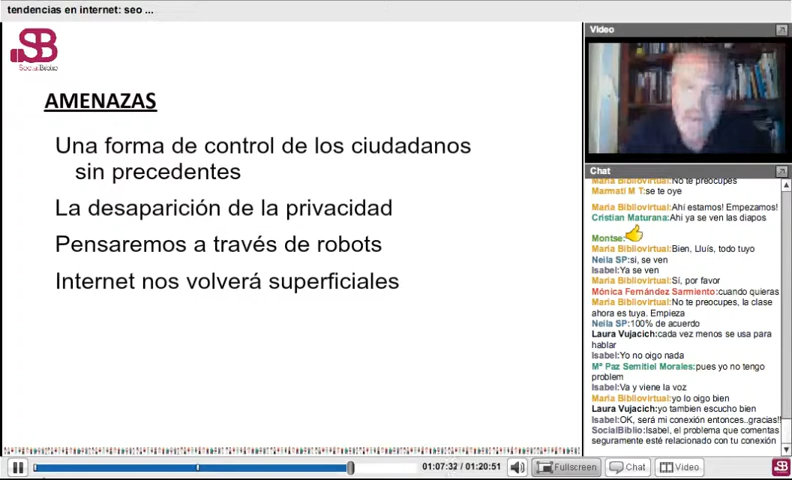 tendencias en internet: seo ...
SB
SocialBiblio
AMENAZAS
Una forma de control de los ciudadanos
sin precedentes
La desaparición de la privacidad
Pensaremos a través de robots
Internet nos volverá superficiales
Video
Chat
María Bibliovirtual:No te preocupes
Marmati M T:se te oye
María Bibliovirtual:Ahí estamos! Empezamos!
Cristian Maturana:Ahi ya se ven las diapos
Montse:
María Bibliovirtual:Bien, Lluís, todo tuyo
Neila SP:si, se ven
Isabel:Ya se ven
María Bibliovirtual:Sí, por favor
Mónica Fernández Sarmiento:cuando quieras
María Bibliovirtual:No te preocupes, la clase
ahora es tuya. Empieza
Neila SP:100% de acuerdo
Laura Vujacich:cada vez menos se usa para
hablar
Isabel:Yo no oigo nada
Mª Paz Semitiel Morales:pues yo no tengo
problem
Isabel:Va y viene la voz
María Bibliovirtual:yo lo oigo bien
Laura Vujacich:yo tambien escucho bien
Isabel:OK, será mi conexión entonces..gracias!!
SocialBiblio:Isabel, el problema que comentas
seguramente esté relacionado con tu conexión
01:07:32 / 01:20:51
Fullscreen
Chat
Video
SB